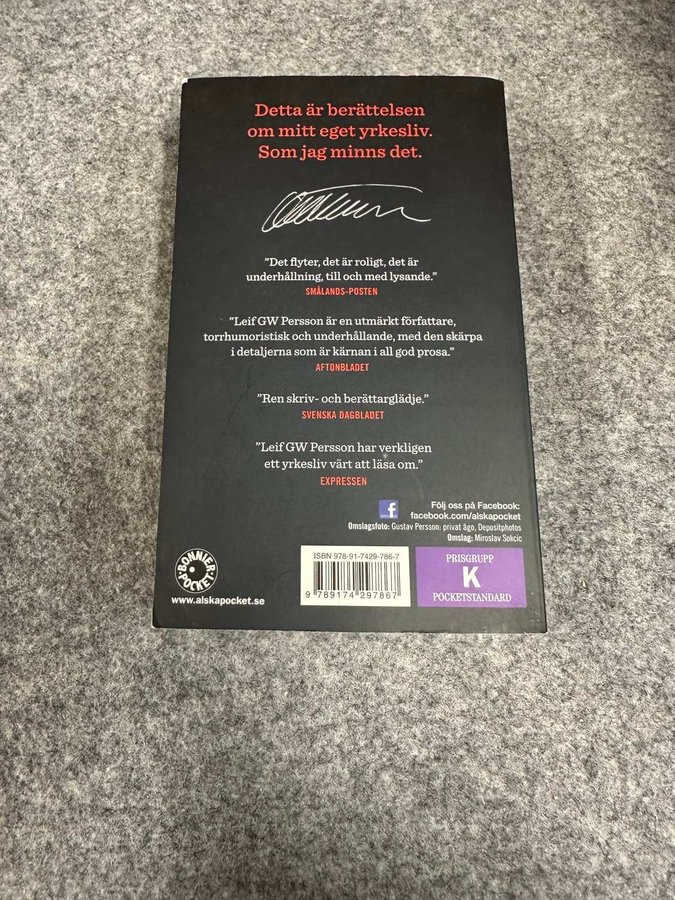 Detta är berättelsen
om mitt eget yrkesliv.
Som jag minns det.
”Det flyter, det är roligt, det är
underhållning, till och med lysande.”
SMÅLANDS-POSTEN
”Leif GW Persson är en utmärkt författare,
torrhumoristisk och underhållande, med den skärpa
i detaljerna som är kärnan i all god prosa.”
AFTONBLADET
”Ren skriv- och berättarglädje.”
SVENSKA DAGBLADET
”Leif GW Persson har verkligen
ett yrkesliv värt att läsa om.”
EXPRESSEN
Följ oss på Facebook:
facebook.com/alskapocket
Omslagsfoto: Gustav Persson: privat ägo, Depositphotos
Omslag: Miroslav Sokcic
BONNIER
POCKET
www.alskapocket.se
ISBN 978-91-7429-786-7
9 789174 297867
PRISGRUPP
K
POCKETSTANDARD